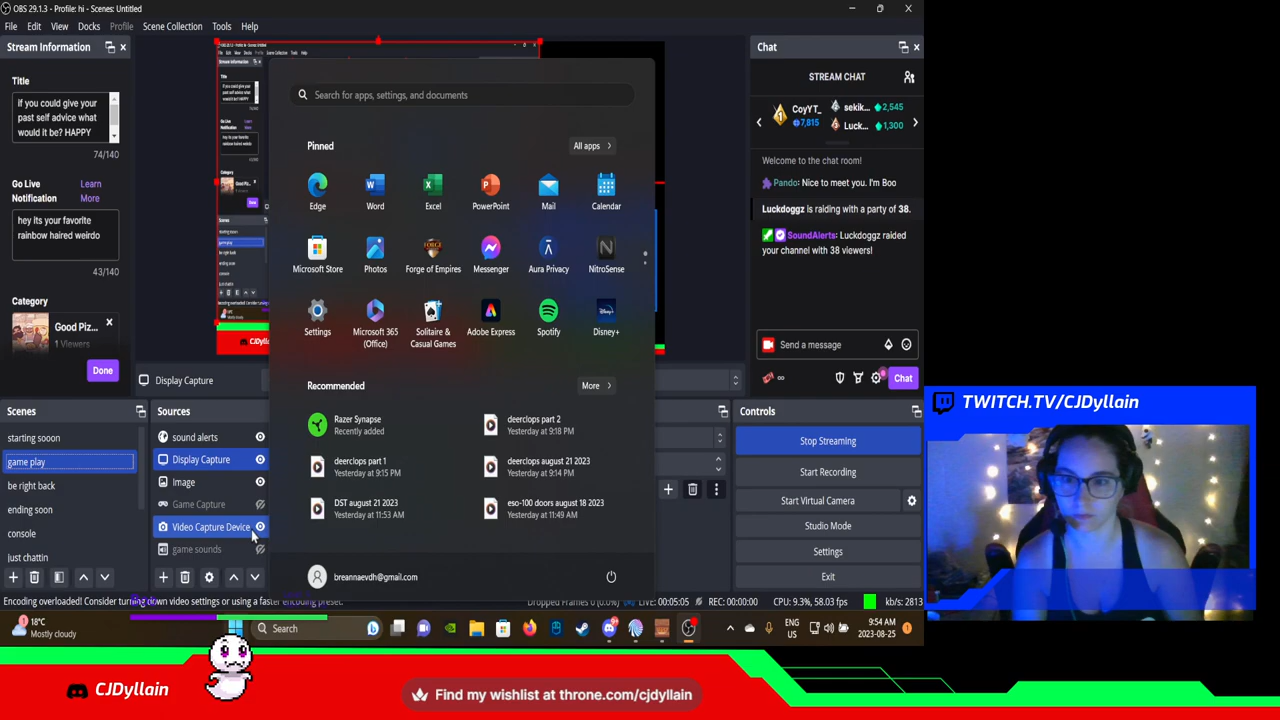 OBS 29.1.3 - Profile: hi - Scenes: Untitled
File Edit View Docks Profile Scene Collection Tools Help
Stream Information
Title
if you could give your
past self advice what
would it be? HAPPY
74/140
Go Live
Notification
Learn
More
hey its your favorite
rainbow haired weirdo
43/140
Category
Good Piz...
1 Viewers
Done
Search for apps, settings, and documents
Pinned
All apps
Edge Word Excel PowerPoint Mail Calendar
Microsoft Store Photos Forge of Empires Messenger Aura Privacy NitroSense
Settings Microsoft 365 (Office) Solitaire & Casual Games Adobe Express Spotify Disney+
Recommended
More
Razer Synapse
Recently added
deerclops part 2
Yesterday at 9:18 PM
deerclops part 1
Yesterday at 9:15 PM
deerclops august 21 2023
Yesterday at 9:14 PM
DST august 21 2023
Yesterday at 11:53 AM
eso-100 doors august 18 2023
Yesterday at 11:49 AM
breannaevdh@gmail.com
Chat
STREAM CHAT
CoyYT_
7,815
sekik... 2,545
Luck... 1,300
Welcome to the chat room!
Pando: Nice to meet you. I'm Boo
Luckdoggz is raiding with a party of 38.
SoundAlerts: Luckdoggz raided
your channel with 38 viewers!
Send a message
Chat
Display Capture
Scenes
starting sooon
game play
be right back
ending soon
console
just chattin
Sources
sound alerts
Display Capture
Image
Game Capture
Video Capture Device
game sounds
Controls
Stop Streaming
Start Recording
Start Virtual Camera
Studio Mode
Settings
Exit
Encoding overloaded! Consider turning down video settings or using a faster encoding preset.
Dropped Frames 0 (0.0%) Live: 00:05:05 REC: 00:00:00 CPU: 9.3%, 58.03 fps kb/s: 2813
18°C
Mostly cloudy
Search
ENG
US
9:54 AM
2023-08-25
TWITCH.TV/CJDyllain
CJDyllain
Find my wishlist at throne.com/cjdyllain